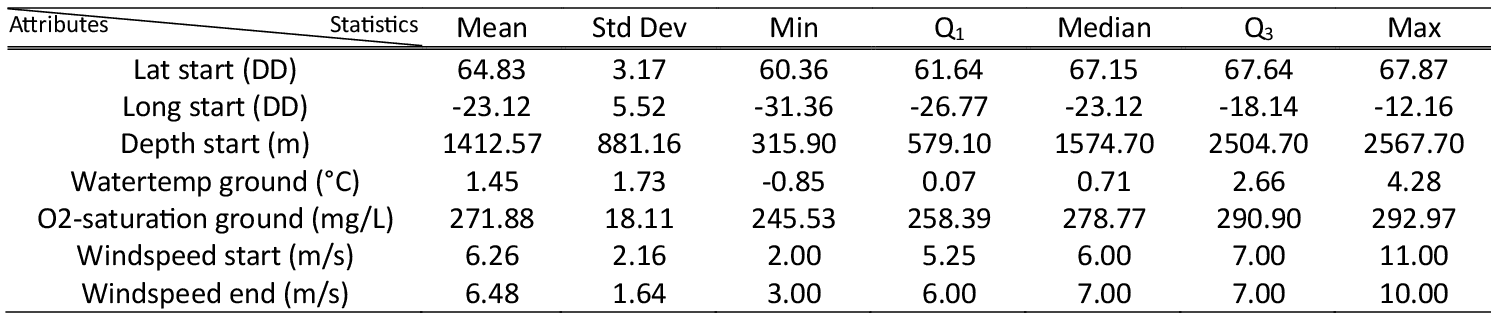 Attributes Statistics Mean Std Dev Min Q₁ Median Q₃ Max
Lat start (DD) 64.83 3.17 60.36 61.64 67.15 67.64 67.87
Long start (DD) -23.12 5.52 -31.36 -26.77 -23.12 -18.14 -12.16
Depth start (m) 1412.57 881.16 315.90 579.10 1574.70 2504.70 2567.70
Watertemp ground (°C) 1.45 1.73 -0.85 0.07 0.71 2.66 4.28
O2-saturation ground (mg/L) 271.88 18.11 245.53 258.39 278.77 290.90 292.97
Windspeed start (m/s) 6.26 2.16 2.00 5.25 6.00 7.00 11.00
Windspeed end (m/s) 6.48 1.64 3.00 6.00 7.00 7.00 10.00